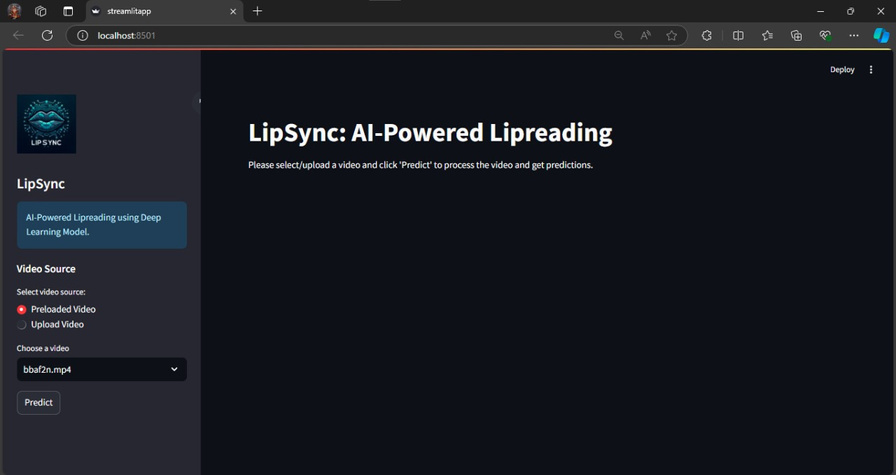 streamlitapp
localhost:8501
Deploy
LIP SYNC
LipSync
AI-Powered Lipreading using Deep
Learning Model.
Video Source
Select video source:
Preloaded Video
Upload Video
Choose a video
bbaf2n.mp4
Predict
LipSync: AI-Powered Lipreading
Please select/upload a video and click 'Predict' to process the video and get predictions.